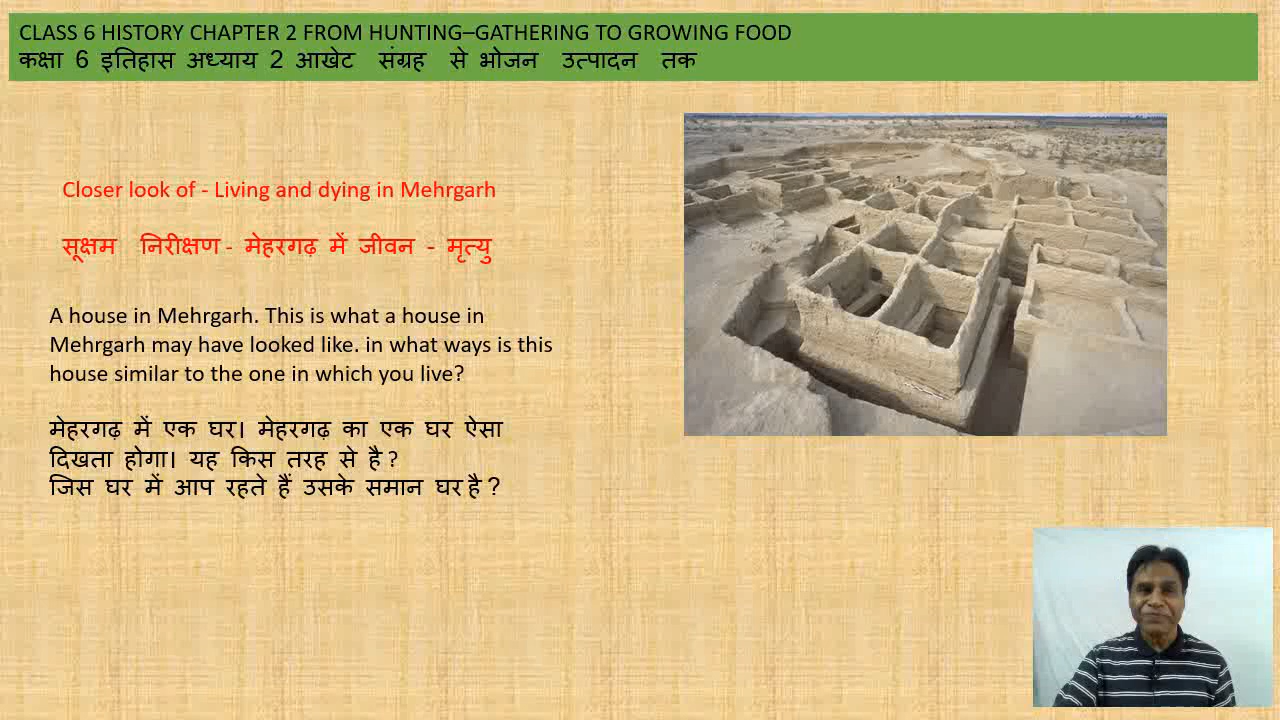 CLASS 6 HISTORY CHAPTER 2 FROM HUNTING–GATHERING TO GROWING FOOD
कक्षा 6 इतिहास अध्याय 2 आखेट संग्रह से भोजन उत्पादन तक
Closer look of - Living and dying in Mehrgarh
सूक्षम निरीक्षण - मेहरगढ़ में जीवन - मृत्यु
A house in Mehrgarh. This is what a house in
Mehrgarh may have looked like. in what ways is this
house similar to the one in which you live?
मेहरगढ़ में एक घर। मेहरगढ़ का एक घर ऐसा
दिखता होगा। यह किस तरह से है ?
जिस घर में आप रहते हैं उसके समान घर है ?